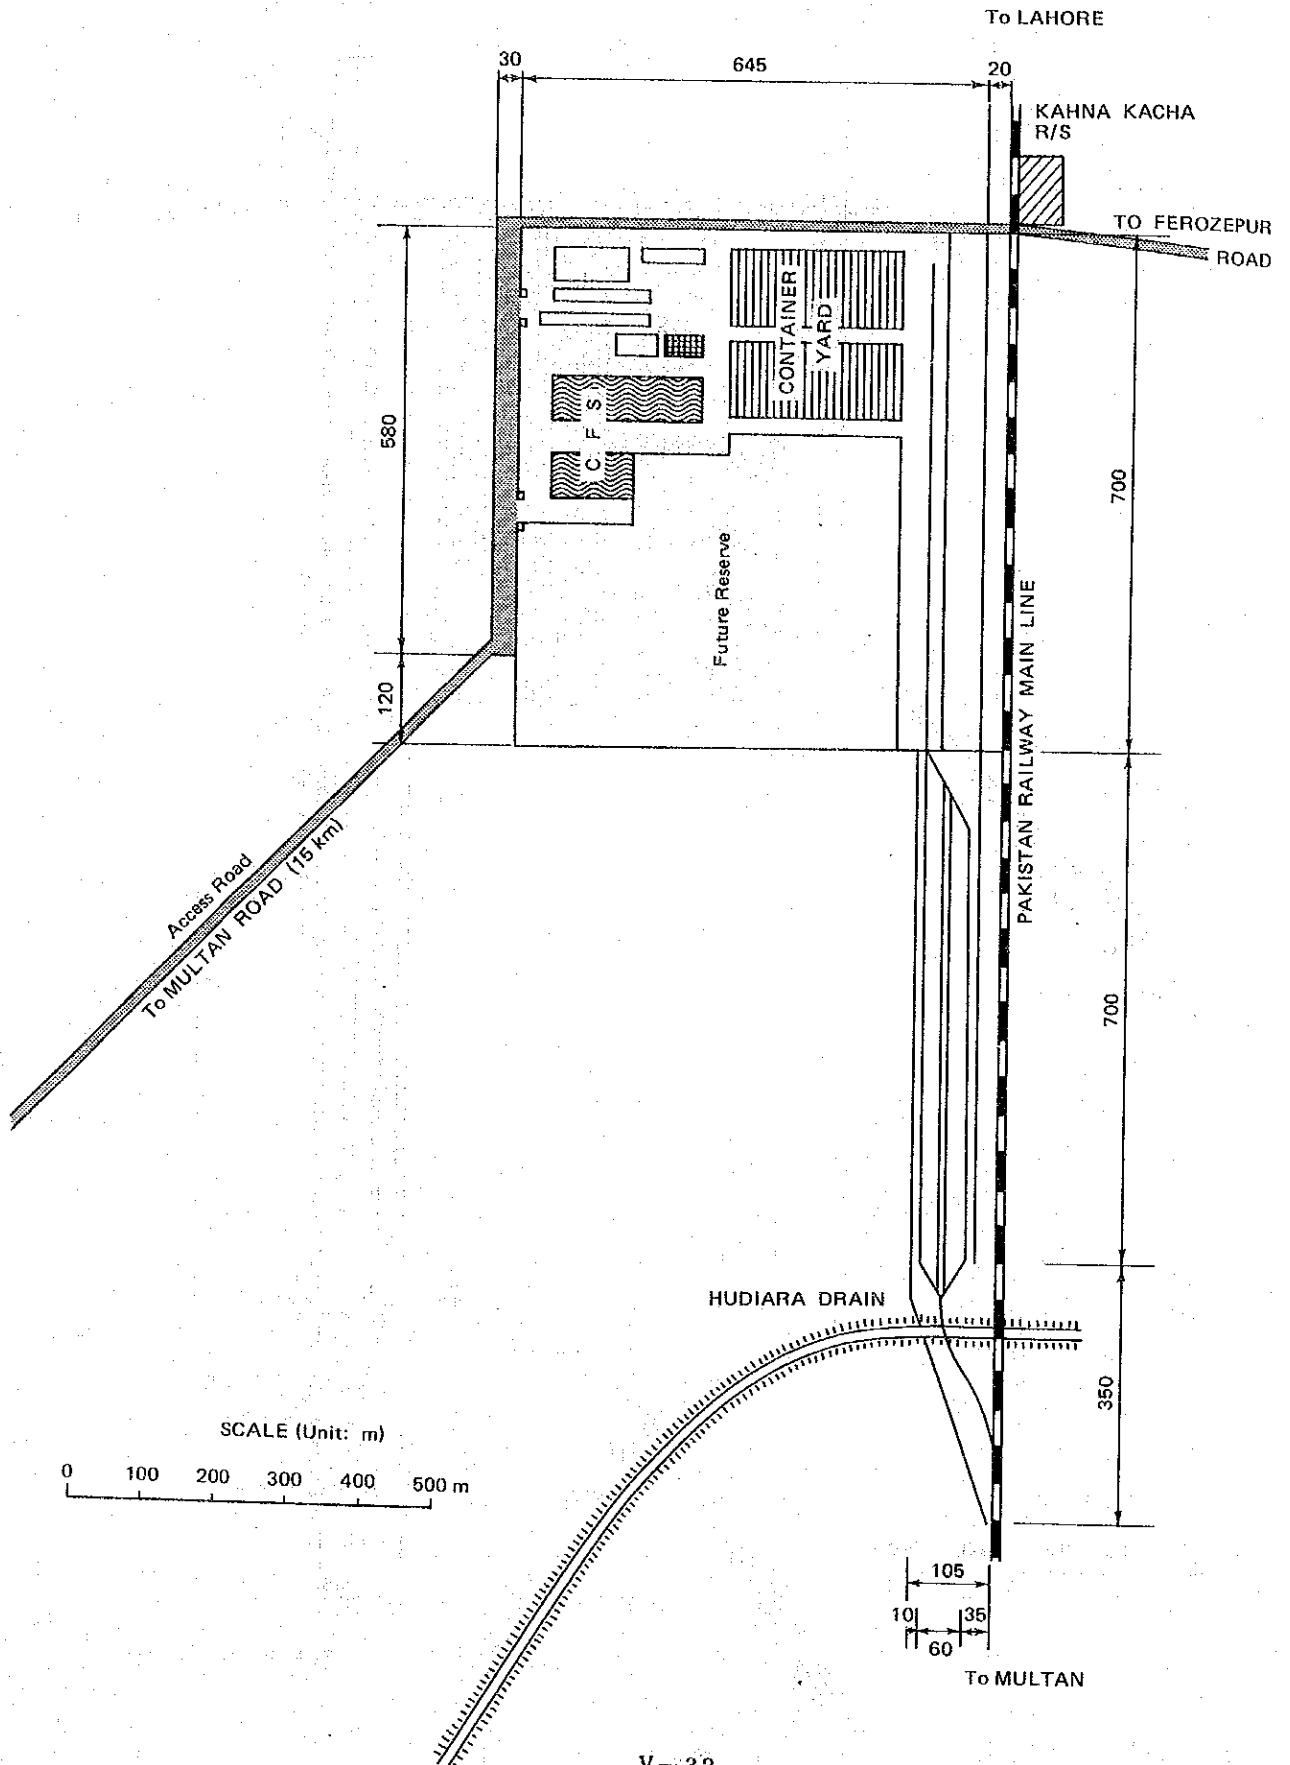 To LAHORE
30
645
20
KAHNA KACHA
R/S
TO FEROZEPUR
ROAD
CONTAINER
YARD
C F S
580
700
Future Reserve
PAKISTAN RAILWAY MAIN LINE
120
Access Road
To MULTAN ROAD (15 km)
700
HUDIARA DRAIN
350
SCALE (Unit: m)
0 100 200 300 400 500 m
105
10 35
60
To MULTAN